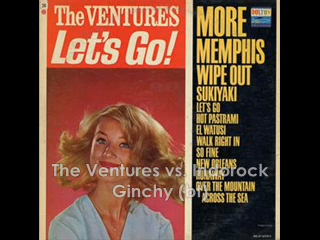 The VENTURES
Let's Go!
MORE
MEMPHIS
WIPE OUT
SUKIYAKI
LET'S GO
HOT PASTRAMI
EL WATUSI
WALK RIGHT IN
SO FINE
NEW ORLEANS
OVER THE MOUNTAIN
ACROSS THE SEA
DOLTON
The Ventures vs. Indorock
Ginchy